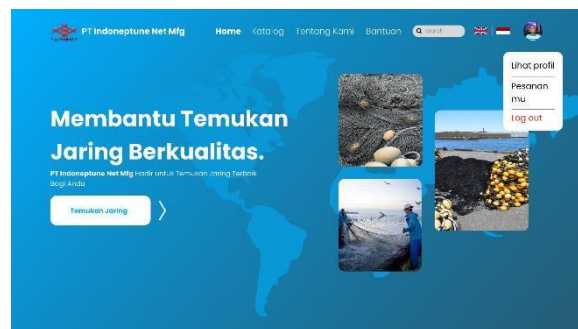 PT Indoneptune Net Mfg
Home Katalog Tentang Kami Bantuan Search
Lihat profil
Pesanan
mu
Log out
Membantu Temukan
Jaring Berkualitas.
PT Indoneptune Net Mfg Hadir untuk Temukan Jaring Terbaik
Bagi Anda
Temukan Jaring